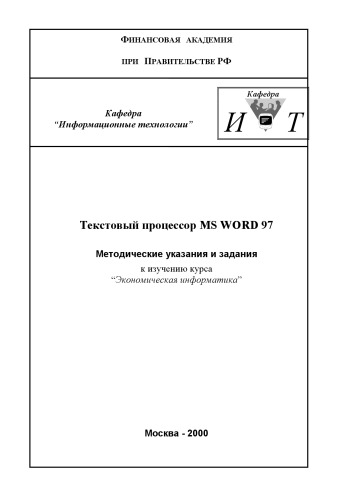 ФИНАНСОВАЯ АКАДЕМИЯ
ПРИ ПРАВИТЕЛЬСТВЕ РФ
Кафедра
“Информационные технологии”
Кафедра
И Т
Текстовый процессор MS WORD 97
Методические указания и задания
к изучению курса
“Экономическая информатика”
Москва - 2000